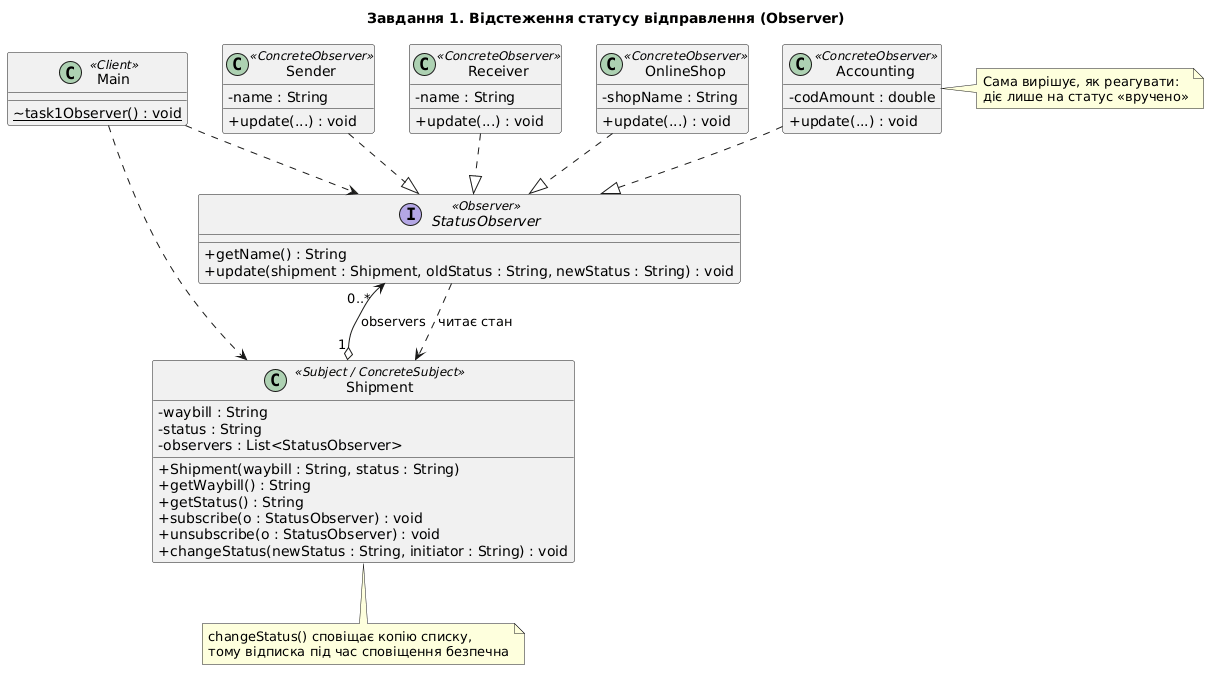 Завдання 1. Відстеження статусу відправлення (Observer)
C «Client»
Main
~task1Observer() : void
C «ConcreteObserver»
Sender
-name : String
+update(...) : void
C «ConcreteObserver»
Receiver
-name : String
+update(...) : void
C «ConcreteObserver»
OnlineShop
-shopName : String
+update(...) : void
C «ConcreteObserver»
Accounting
-codAmount : double
+update(...) : void
Сама вирішує, як реагувати:
діє лише на статус «вручено»
I «Observer»
StatusObserver
+getName() : String
+update(shipment : Shipment, oldStatus : String, newStatus : String) : void
0..*
observers
читає стан
1
C «Subject / ConcreteSubject»
Shipment
-waybill : String
-status : String
-observers : List<StatusObserver>
+Shipment(waybill : String, status : String)
+getWaybill() : String
+getStatus() : String
+subscribe(o : StatusObserver) : void
+unsubscribe(o : StatusObserver) : void
+changeStatus(newStatus : String, initiator : String) : void
changeStatus() сповіщає копію списку,
тому відписка під час сповіщення безпечна